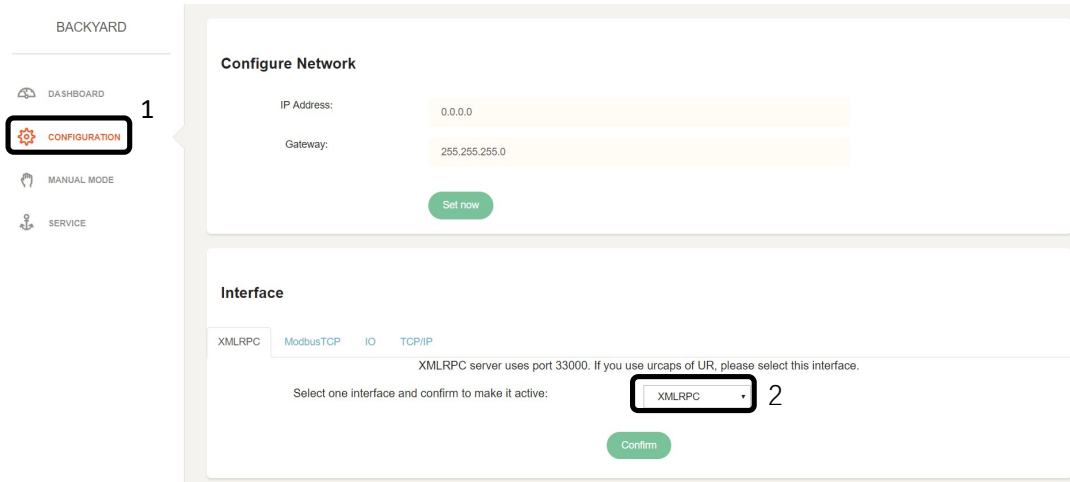 BACKYARD
DASHBOARD
1
CONFIGURATION
MANUAL MODE
SERVICE
Configure Network
IP Address:
0.0.0.0
Gateway:
255.255.255.0
Set now
Interface
XMLRPC ModbusTCP IO TCP/IP
XMLRPC server uses port 33000. If you use urcaps of UR, please select this interface.
Select one interface and confirm to make it active:
XMLRPC
2
Confirm